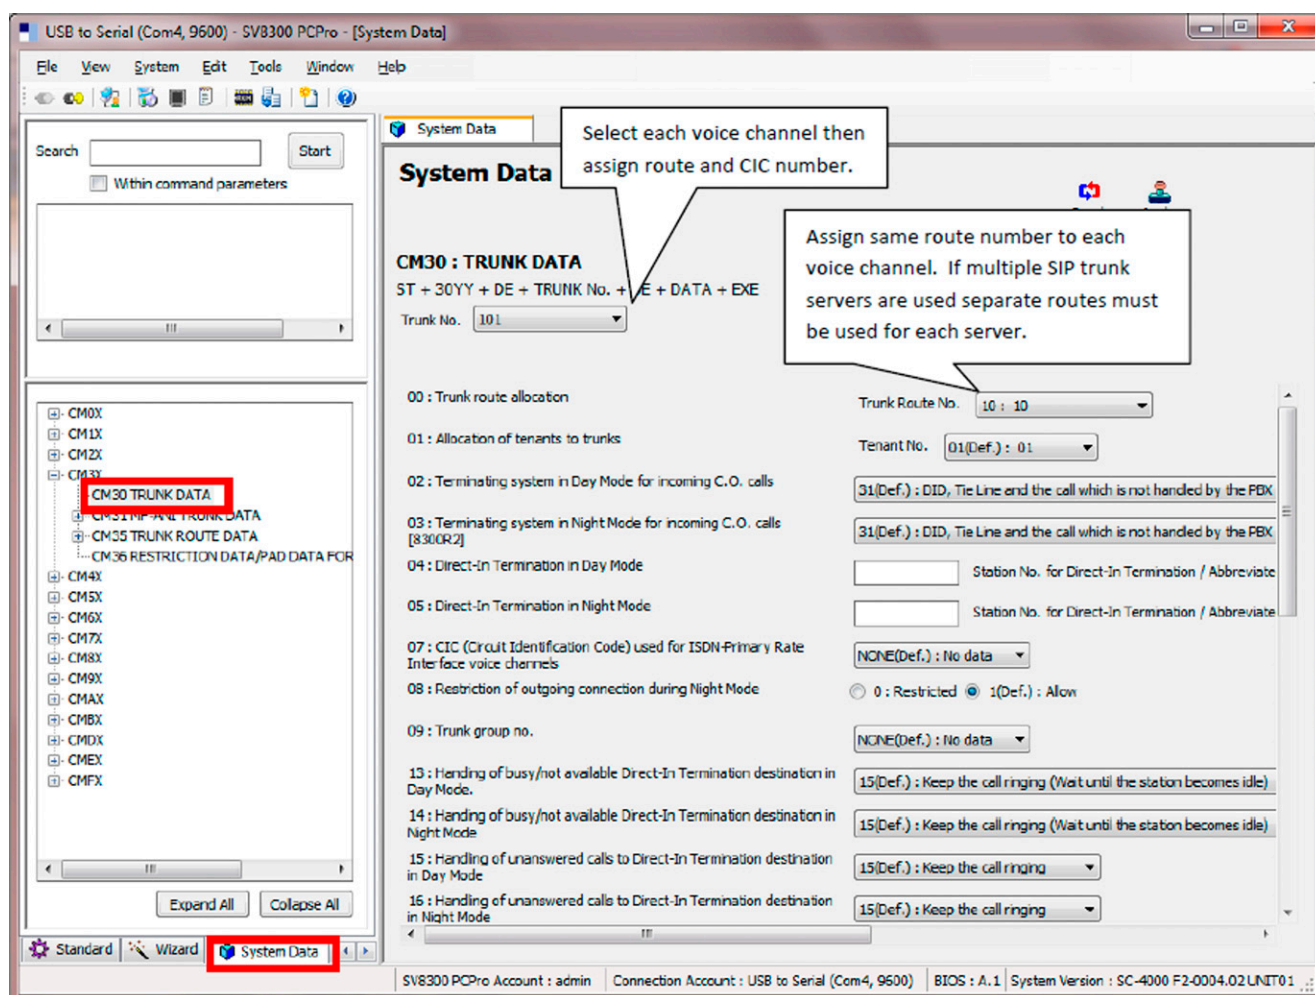 USB to Serial (Com4, 9600) - SV8300 PCPro - [System Data]
File View System Edit Tools Window Help
Search
Start
Within command parameters
CM0X
CM1X
CM2X
CM3X
CM30 TRUNK DATA
CM31 MF-ANI TRUNK DATA
CM35 TRUNK ROUTE DATA
CM36 RESTRICTION DATA/PAD DATA FOR
CM4X
CM5X
CM6X
CM7X
CM8X
CM9X
CMAX
CMBX
CMDX
CMEX
CMFX
Expand All Collapse All
Standard Wizard System Data
System Data
System Data
Select each voice channel then
assign route and CIC number.
Assign same route number to each
voice channel. If multiple SIP trunk
servers are used separate routes must
be used for each server.
CM30 : TRUNK DATA
ST + 30YY + DE + TRUNK No. + DE + DATA + EXE
Trunk No. 101
00 : Trunk route allocation
Trunk Route No. 10 : 10
01 : Allocation of tenants to trunks
Tenant No. 01(Def.) : 01
02 : Terminating system in Day Mode for incoming C.O. calls
31(Def.) : DID, Tie Line and the call which is not handled by the PBX
03 : Terminating system in Night Mode for incoming C.O. calls
[8300R2]
31(Def.) : DID, Tie Line and the call which is not handled by the PBX
04 : Direct-In Termination in Day Mode
Station No. for Direct-In Termination / Abbreviate
05 : Direct-In Termination in Night Mode
Station No. for Direct-In Termination / Abbreviate
07 : CIC (Circuit Identification Code) used for ISDN-Primary Rate
Interface voice channels
NONE(Def.) : No data
08 : Restriction of outgoing connection during Night Mode
0 : Restricted 1(Def.) : Allow
09 : Trunk group no.
NONE(Def.) : No data
13 : Handing of busy/not available Direct-In Termination destination in
Day Mode.
15(Def.) : Keep the call ringing (Wait until the station becomes idle)
14 : Handing of busy/not available Direct-In Termination destination in
Night Mode
15(Def.) : Keep the call ringing (Wait until the station becomes idle)
15 : Handling of unanswered calls to Direct-In Termination destination
in Day Mode
15(Def.) : Keep the call ringing
16 : Handling of unanswered calls to Direct-In Termination destination
in Night Mode
15(Def.) : Keep the call ringing
SV8300 PCPro Account : admin Connection Account : USB to Serial (Com4, 9600) BIOS : A.1 System Version : SC-4000 F2-0004.02 UNIT01